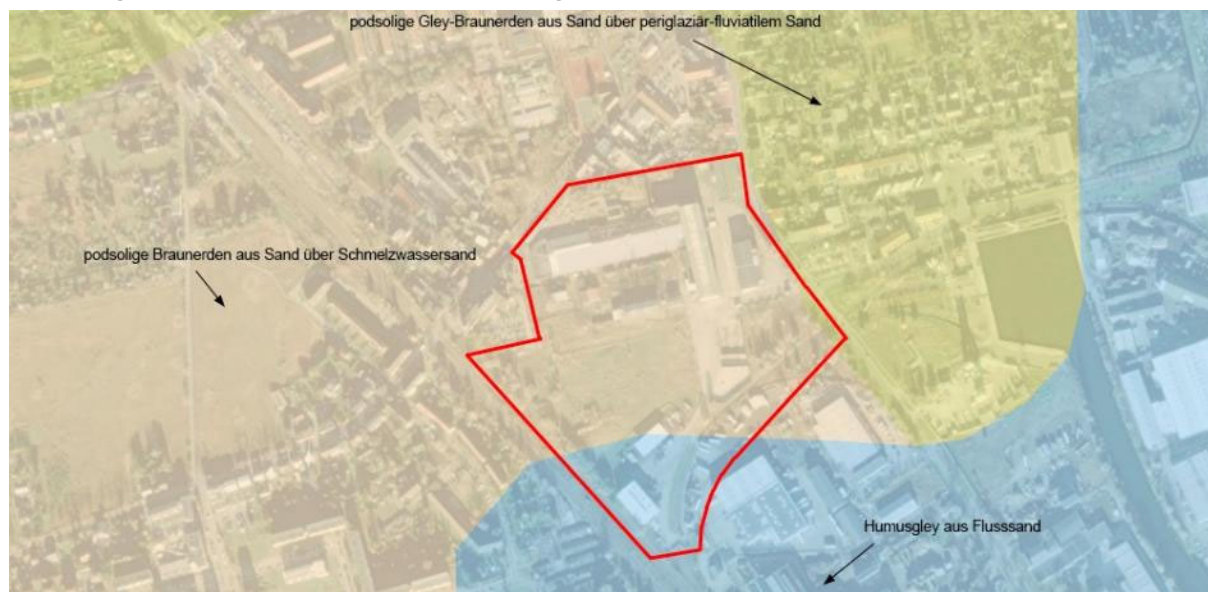 podsolige Gley-Braunerden aus Sand über periglaziär-fluviatilem Sand
podsolige Braunerden aus Sand über Schmelzwassersand
Humusgley aus Flusssand